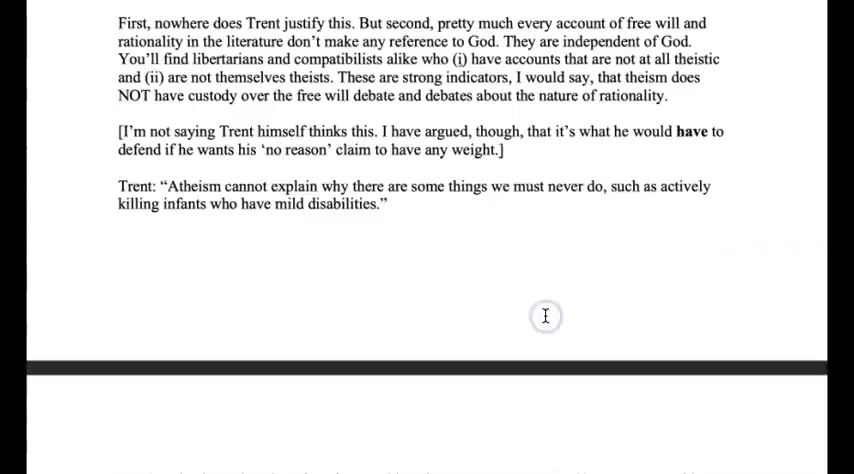 First, nowhere does Trent justify this. But second, pretty much every account of free will and
rationality in the literature don’t make any reference to God. They are independent of God.
You’ll find libertarians and compatibilists alike who (i) have accounts that are not at all theistic
and (ii) are not themselves theists. These are strong indicators, I would say, that theism does
NOT have custody over the free will debate and debates about the nature of rationality.
[I’m not saying Trent himself thinks this. I have argued, though, that it’s what he would have to
defend if he wants his ‘no reason’ claim to have any weight.]
Trent: “Atheism cannot explain why there are some things we must never do, such as actively
killing infants who have mild disabilities.”